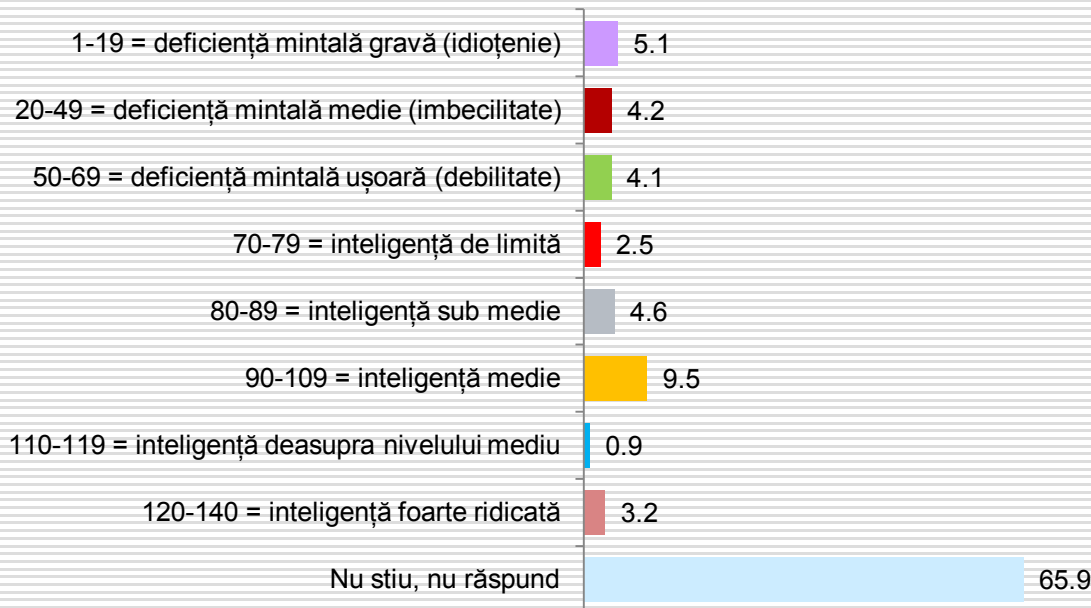 1-19 = deficiență mintală gravă (idioțenie) 5.1
20-49 = deficiență mintală medie (imbecilitate) 4.2
50-69 = deficiență mintală ușoară (debilitate) 4.1
70-79 = inteligență de limită 2.5
80-89 = inteligență sub medie 4.6
90-109 = inteligență medie 9.5
110-119 = inteligență deasupra nivelului mediu 0.9
120-140 = inteligență foarte ridicată 3.2
Nu stiu, nu răspund 65.9